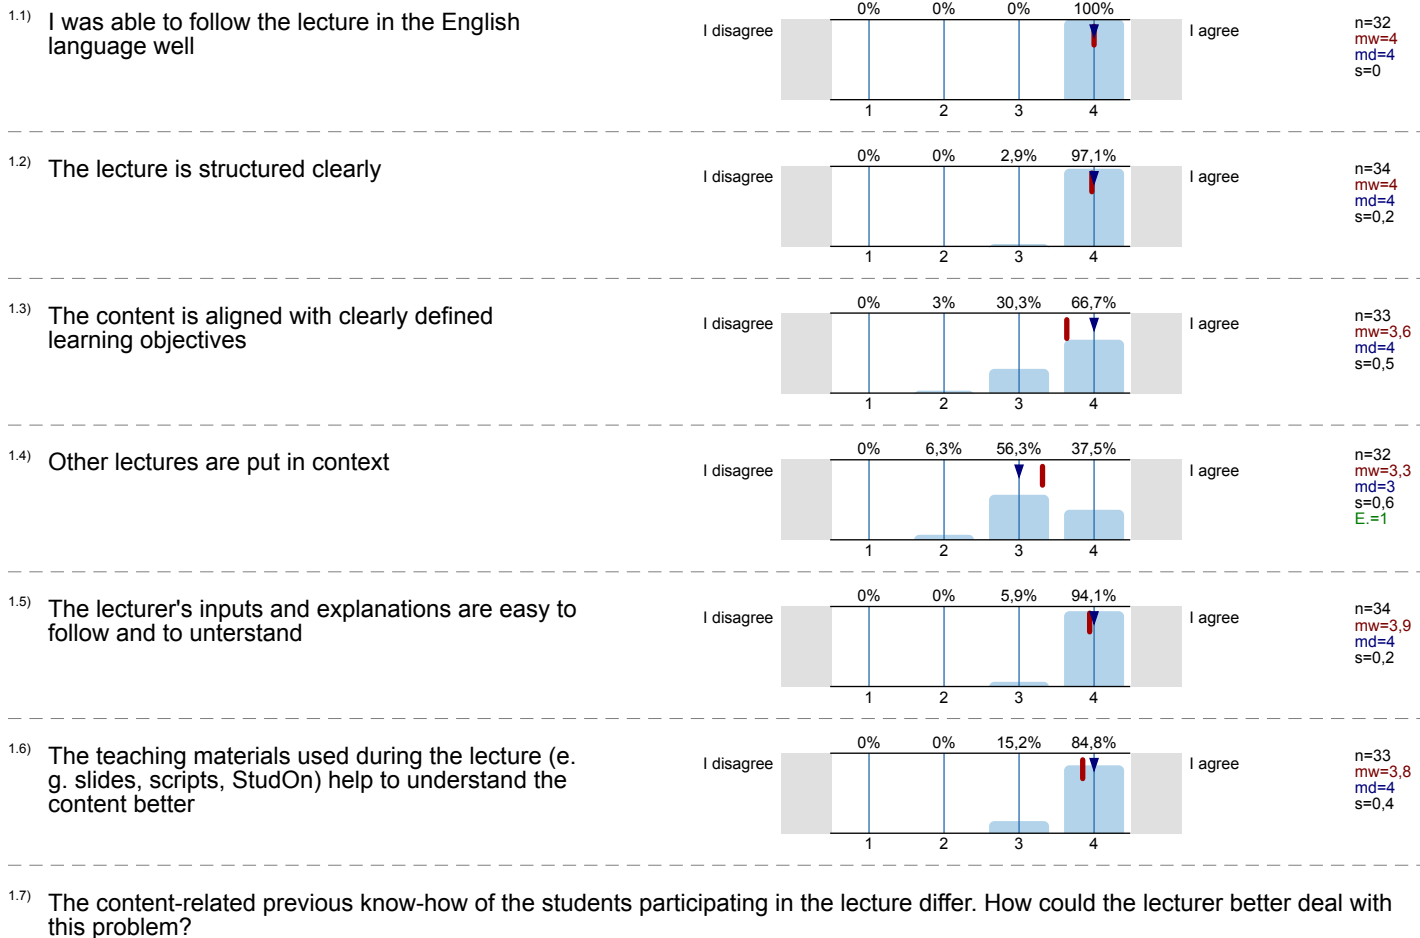 1.1) I was able to follow the lecture in the English
language well
0% 0% 0% 100%
I disagree I agree
1 2 3 4
n=32
mw=4
md=4
s=0
1.2) The lecture is structured clearly
0% 0% 2,9% 97,1%
I disagree I agree
1 2 3 4
n=34
mw=4
md=4
s=0,2
1.3) The content is aligned with clearly defined
learning objectives
0% 3% 30,3% 66,7%
I disagree I agree
1 2 3 4
n=33
mw=3,6
md=4
s=0,5
1.4) Other lectures are put in context
0% 6,3% 56,3% 37,5%
I disagree I agree
1 2 3 4
n=32
mw=3,3
md=3
s=0,6
E.=1
1.5) The lecturer's inputs and explanations are easy to
follow and to unterstand
0% 0% 5,9% 94,1%
I disagree I agree
1 2 3 4
n=34
mw=3,9
md=4
s=0,2
1.6) The teaching materials used during the lecture (e.
g. slides, scripts, StudOn) help to understand the
content better
0% 0% 15,2% 84,8%
I disagree I agree
1 2 3 4
n=33
mw=3,8
md=4
s=0,4
1.7) The content-related previous know-how of the students participating in the lecture differ. How could the lecturer better deal with
this problem?